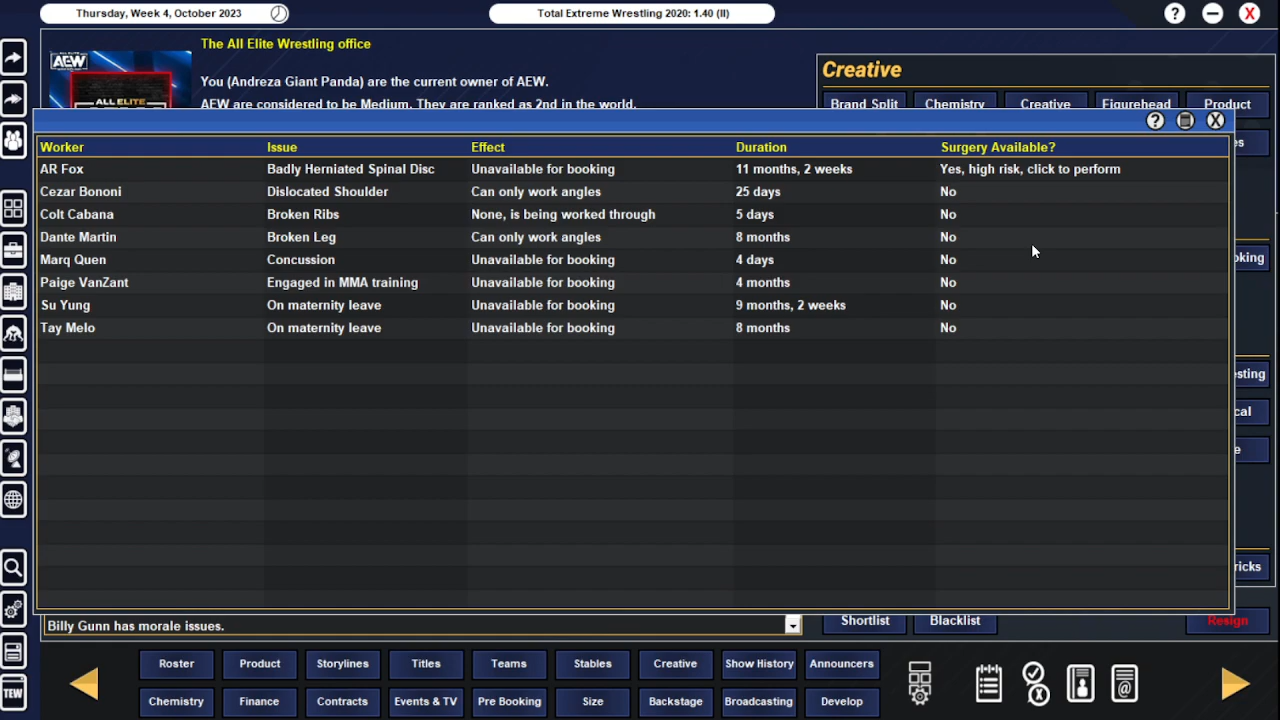 Thursday, Week 4, October 2023
Total Extreme Wrestling 2020: 1.40 (II)
? X
AEW
ALL ELITE
The All Elite Wrestling office
You (Andreza Giant Panda) are the current owner of AEW.
AEW are considered to be Medium. They are ranked as 2nd in the world.
Creative
Brand Split Chemistry Creative Figurehead Product
? X
Worker Issue Effect Duration Surgery Available?
AR Fox Badly Herniated Spinal Disc Unavailable for booking 11 months, 2 weeks Yes, high risk, click to perform
Cezar Bononi Dislocated Shoulder Can only work angles 25 days No
Colt Cabana Broken Ribs None, is being worked through 5 days No
Dante Martin Broken Leg Can only work angles 8 months No
Marq Quen Concussion Unavailable for booking 4 days No
Paige VanZant Engaged in MMA training Unavailable for booking 4 months No
Su Yung On maternity leave Unavailable for booking 9 months, 2 weeks No
Tay Melo On maternity leave Unavailable for booking 8 months No
es
oking
esting
cal
e
ricks
Billy Gunn has morale issues.
Shortlist Blacklist Resign
Roster Product Storylines Titles Teams Stables Creative Show History Announcers
Chemistry Finance Contracts Events & TV Pre Booking Size Backstage Broadcasting Develop
TEW
@